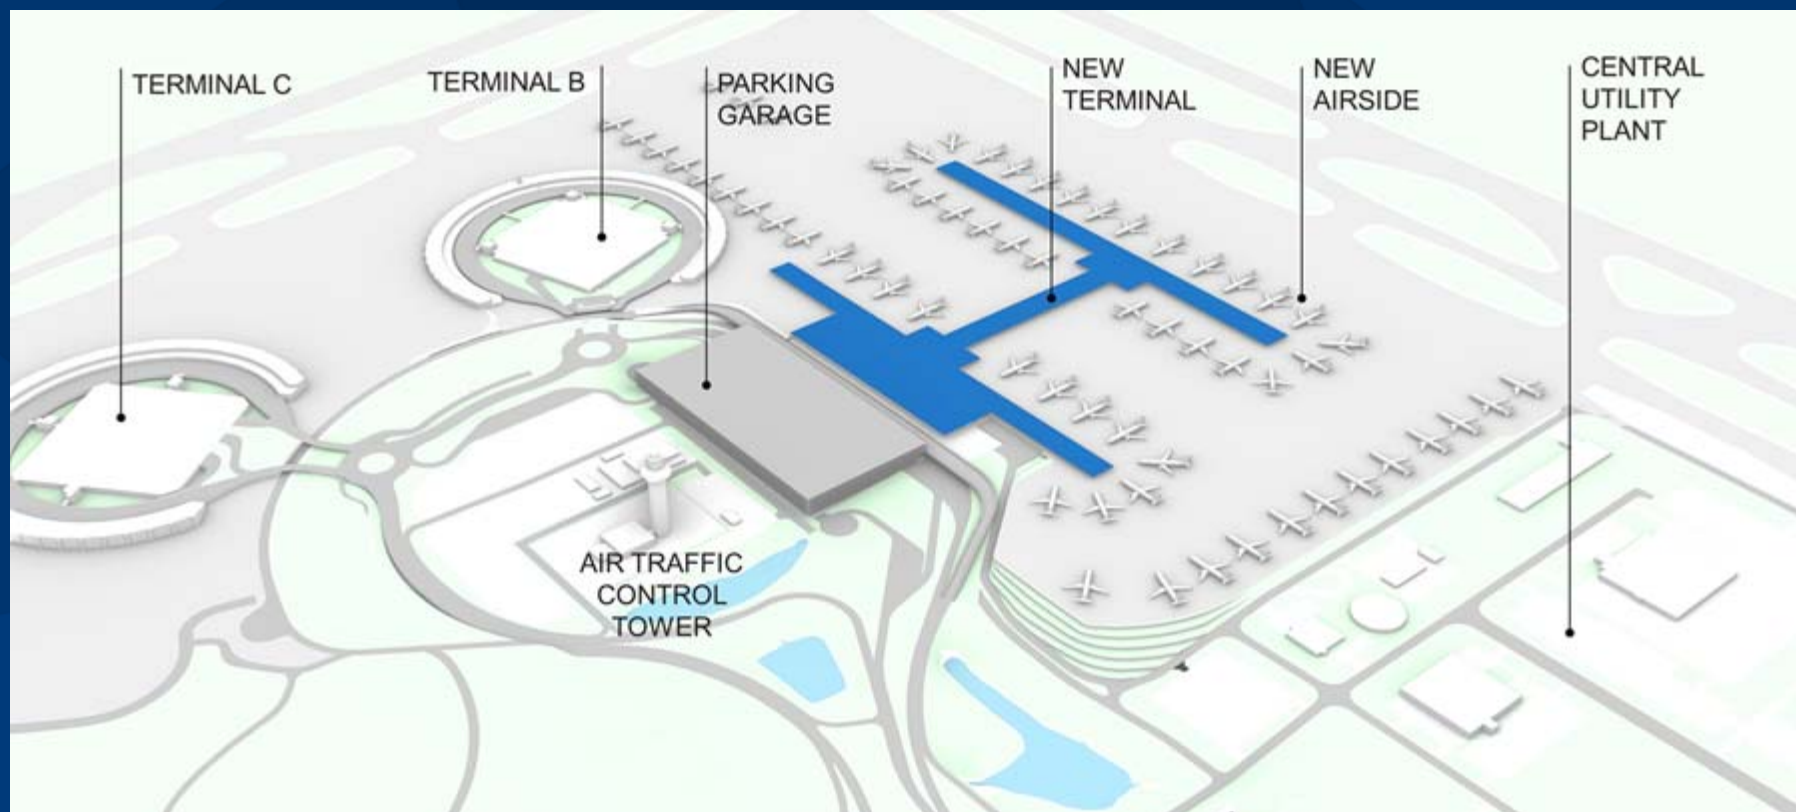 TERMINAL C
TERMINAL B
PARKING
GARAGE
NEW
TERMINAL
NEW
AIRSIDE
CENTRAL
UTILITY
PLANT
AIR TRAFFIC
CONTROL
TOWER